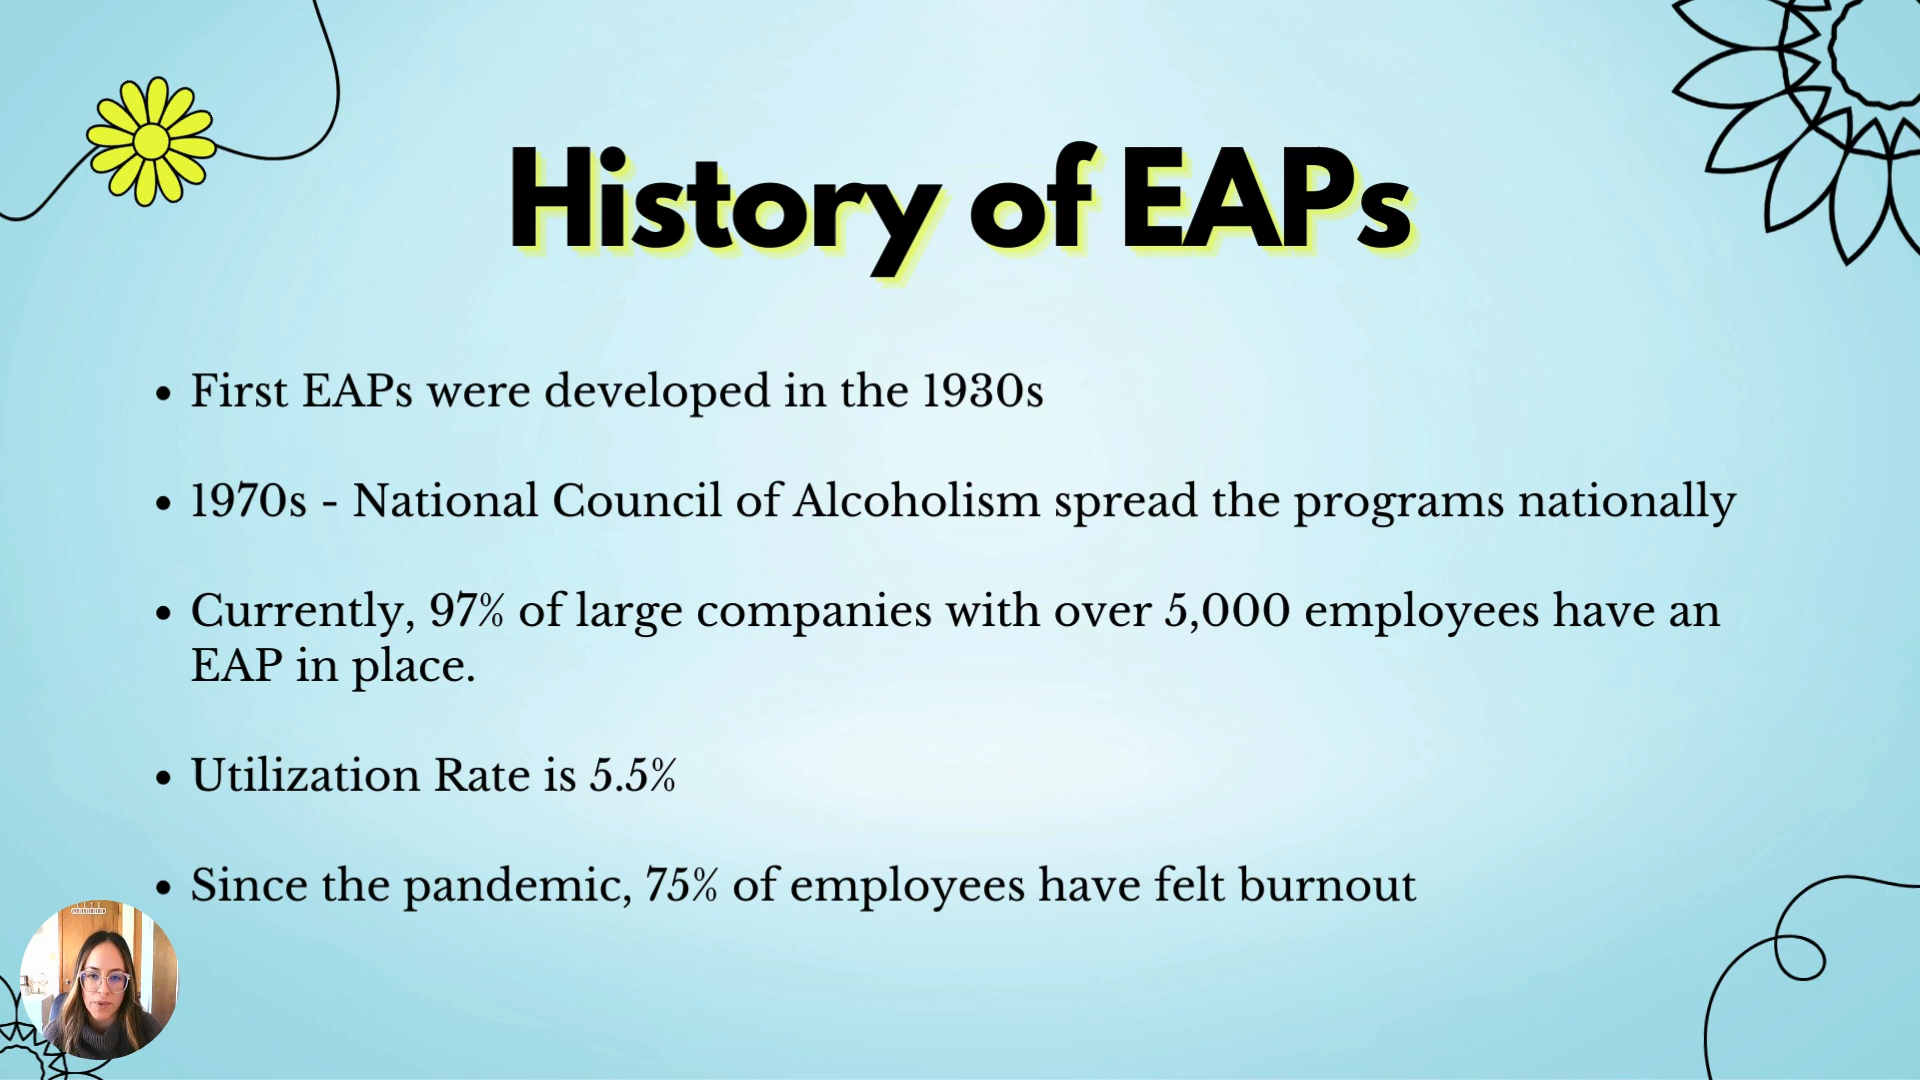 History of EAPs
• First EAPs were developed in the 1930s
• 1970s - National Council of Alcoholism spread the programs nationally
• Currently, 97% of large companies with over 5,000 employees have an
EAP in place.
• Utilization Rate is 5.5%
• Since the pandemic, 75% of employees have felt burnout